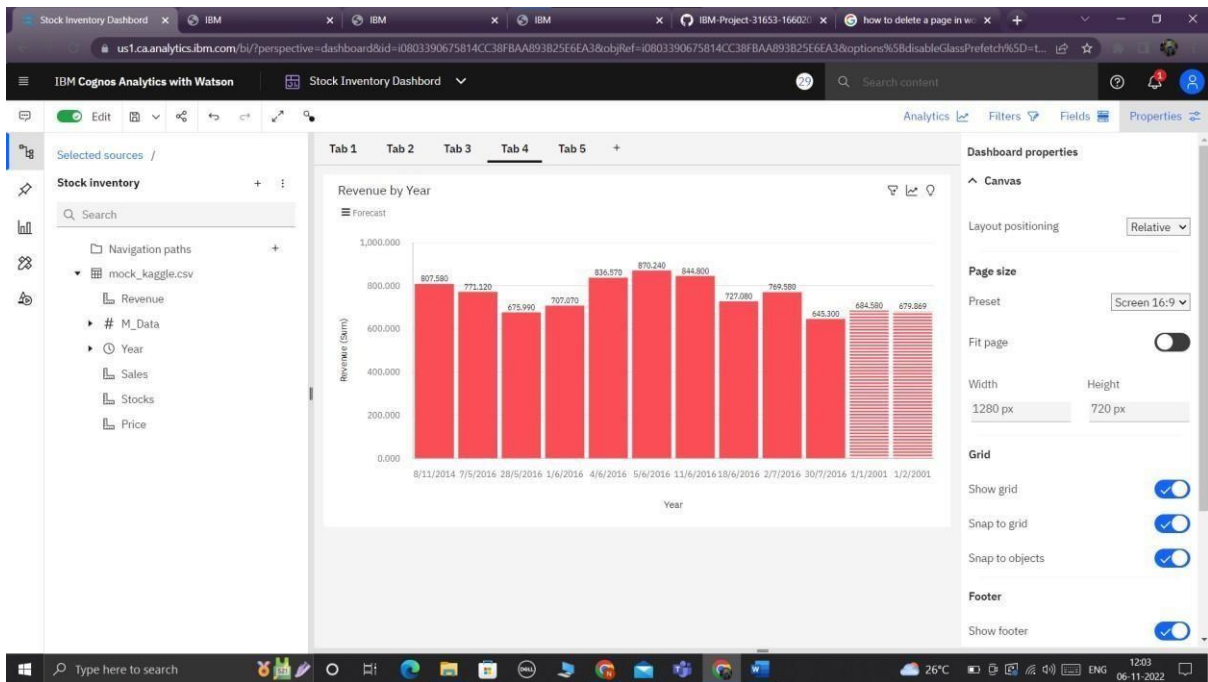 Stock Inventory Dashbord
IBM
IBM
IBM
IBM-Project-31653-166020
how to delete a page in wo
us1.ca.analytics.ibm.com/bi/?perspective=dashboard&id=i0803390675814CC38FBAA893B25E6EA3&objRef=i0803390675814CC38FBAA893B25E6EA3&options%5BdisableGlassPrefetch%5D=t...
IBM Cognos Analytics with Watson
Stock Inventory Dashbord
29
Search content
1
Edit
Analytics
Filters
Fields
Properties
Selected sources /
Stock inventory
Search
Navigation paths
mock_kaggle.csv
Revenue
# M_Data
Year
Sales
Stocks
Price
Tab 1 Tab 2 Tab 3 Tab 4 Tab 5 +
Revenue by Year
Forecast
1,000.000
800.000
600.000
400.000
200.000
0.000
Revenue (Sum)
807.580 771.120 675.990 707.070 836.570 870.240 844.800 727.080 769.580 645.300 684.580 679.869
8/11/2014 7/5/2016 28/5/2016 1/6/2016 4/6/2016 5/6/2016 11/6/2016 18/6/2016 2/7/2016 30/7/2016 1/1/2001 1/2/2001
Year
Dashboard properties
Canvas
Layout positioning Relative
Page size
Preset Screen 16:9
Fit page
Width Height
1280 px 720 px
Grid
Show grid
Snap to grid
Snap to objects
Footer
Show footer
Type here to search
DELL
26°C
ENG
12:03
06-11-2022